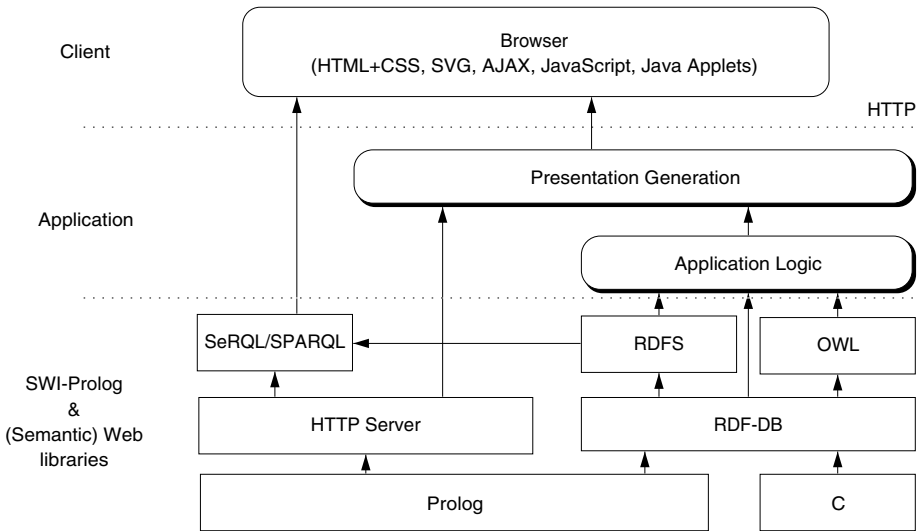 Client
Browser
(HTML+CSS, SVG, AJAX, JavaScript, Java Applets)
HTTP
Presentation Generation
Application
Application Logic
SeRQL/SPARQL
RDFS
OWL
SWI-Prolog
&
(Semantic) Web
libraries
HTTP Server
RDF-DB
Prolog
C